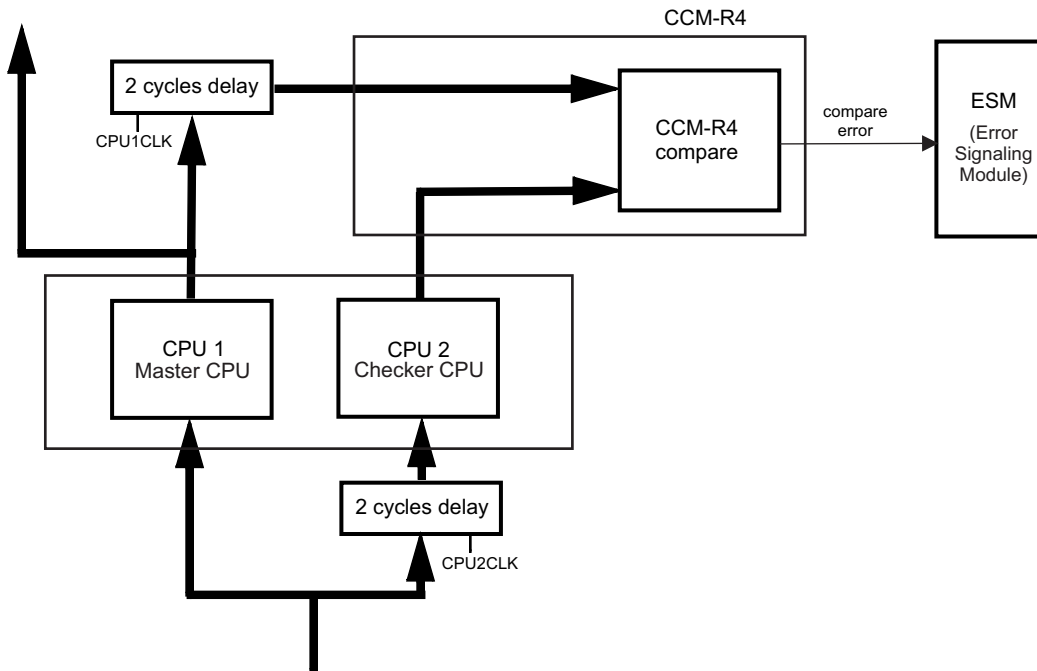 CCM-R4
2 cycles delay
CPU1CLK
CCM-R4
compare
compare
error
ESM
(Error
Signaling
Module)
CPU 1
Master CPU
CPU 2
Checker CPU
2 cycles delay
CPU2CLK